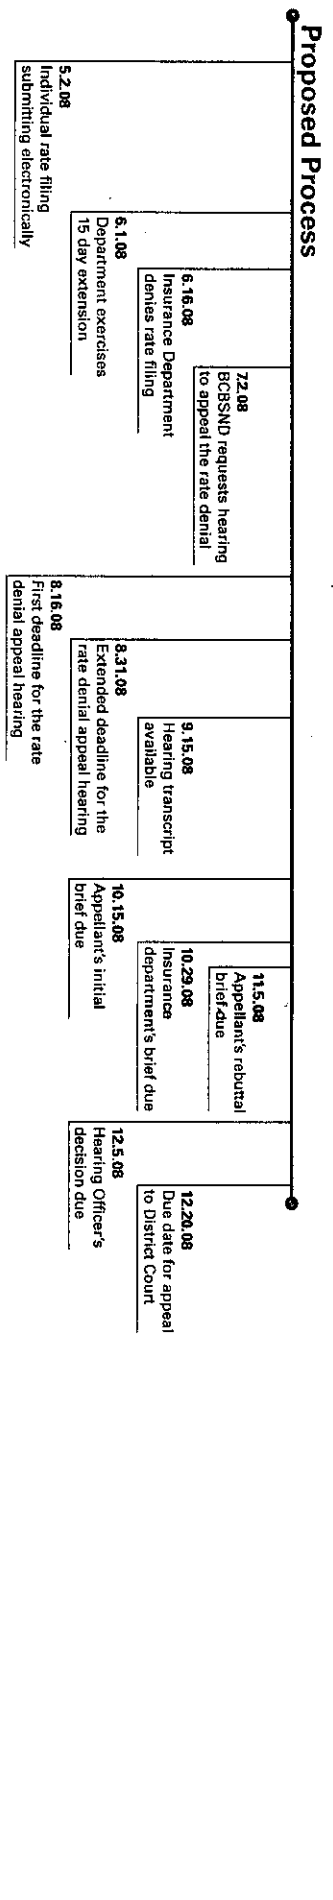 Proposed Process
5.2.08
Individual rate filing
submitting electronically
6.1.08
Department exercises
15 day extension
6.16.08
Insurance Department
denies rate filing
7.2.08
BCBSND requests hearing
to appeal the rate denial
8.16.08
First deadline for the rate
denial appeal hearing
8.31.08
Extended deadline for the
rate denial appeal hearing
9.15.08
Hearing transcript
available
10.15.08
Appellant's initial
brief due
10.29.08
Insurance
department's brief due
11.5.08
Appellant's rebuttal
brief due
12.5.08
Hearing Officer's
decision due
12.20.08
Due date for appeal
to District Court